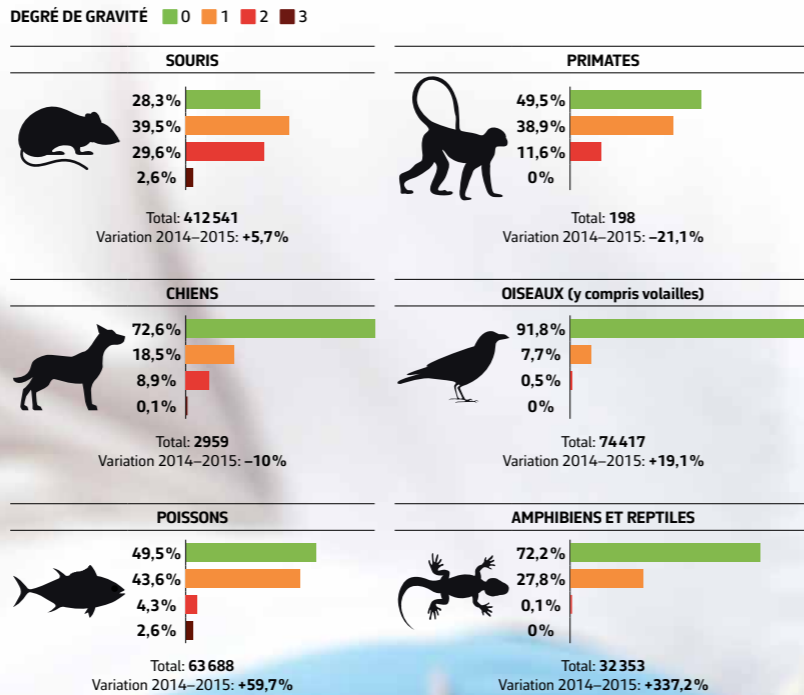 DEGRÉ DE GRAVITÉ 0 1 2 3
SOURIS
28,3%
39,5%
29,6%
2,6%
Total: 412 541
Variation 2014–2015: +5,7%
PRIMATES
49,5%
38,9%
11,6%
0%
Total: 198
Variation 2014–2015: –21,1%
CHIENS
72,6%
18,5%
8,9%
0,1%
Total: 2959
Variation 2014–2015: –10%
OISEAUX (y compris volailles)
91,8%
7,7%
0,5%
0%
Total: 74 417
Variation 2014–2015: +19,1%
POISSONS
49,5%
43,6%
4,3%
2,6%
Total: 63 688
Variation 2014–2015: +59,7%
AMPHIBIENS ET REPTILES
72,2%
27,8%
0,1%
0%
Total: 32 353
Variation 2014–2015: +337,2%